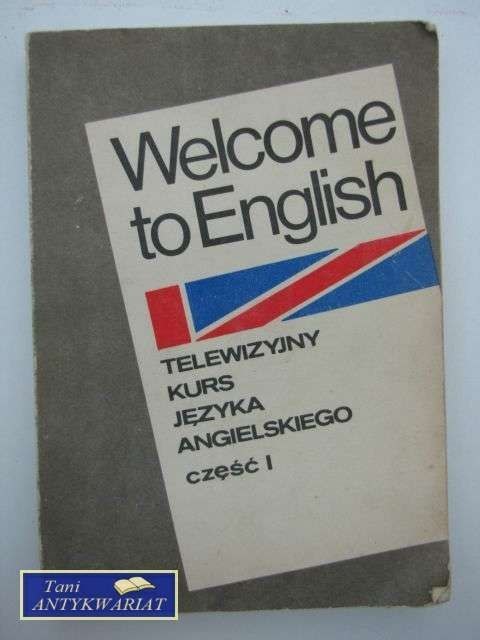 Welcome
to English
TELEWIZYJNY
KURS
JĘZYKA
ANGIELSKIEGO
część I
Tani
ANTYKWARIAT